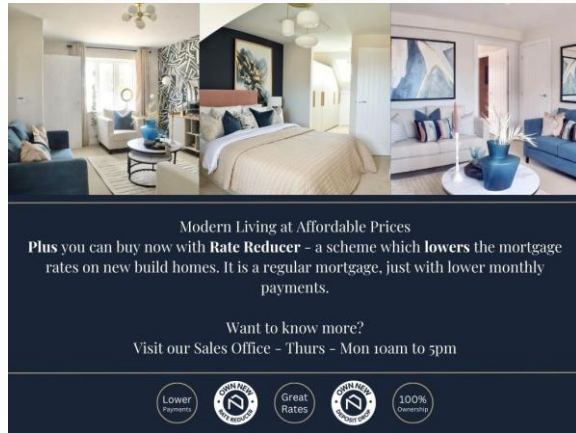 Modern Living at Affordable Prices
Plus you can buy now with Rate Reducer - a scheme which lowers the mortgage
rates on new build homes. It is a regular mortgage, just with lower monthly
payments.
Want to know more?
Visit our Sales Office - Thurs - Mon 10am to 5pm
Lower
Payments
OWN NEW
RATE REDUCER
Great
Rates
OWN NEW
DEPOSIT DROP
100%
Ownership